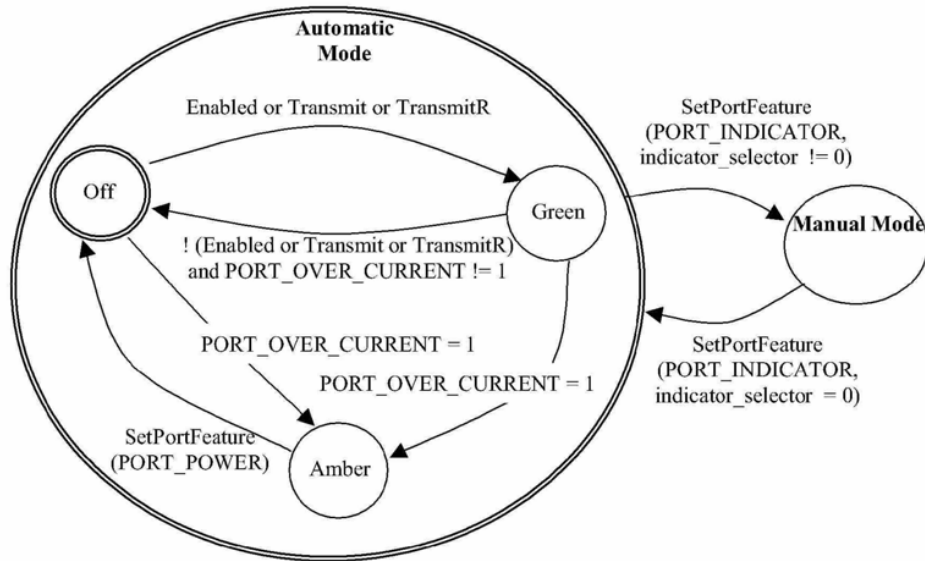 Automatic
Mode
Enabled or Transmit or TransmitR
SetPortFeature
(PORT_INDICATOR,
indicator_selector != 0)
Off
Green
Manual Mode
! (Enabled or Transmit or TransmitR)
and PORT_OVER_CURRENT != 1
PORT_OVER_CURRENT = 1
PORT_OVER_CURRENT = 1
SetPortFeature
(PORT_INDICATOR,
indicator_selector = 0)
SetPortFeature
(PORT_POWER)
Amber